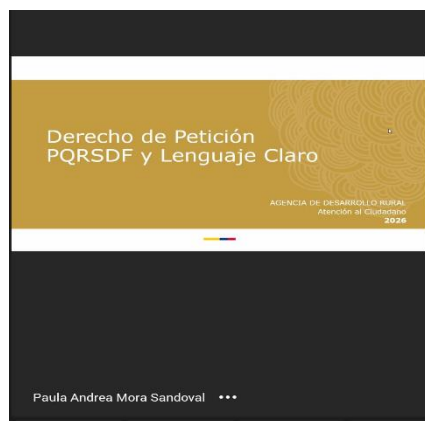 Derecho de Petición
PQRSDF y Lenguaje Claro
AGENCIA DE DESARROLLO RURAL
Atención al Ciudadano
2026
Paula Andrea Mora Sandoval